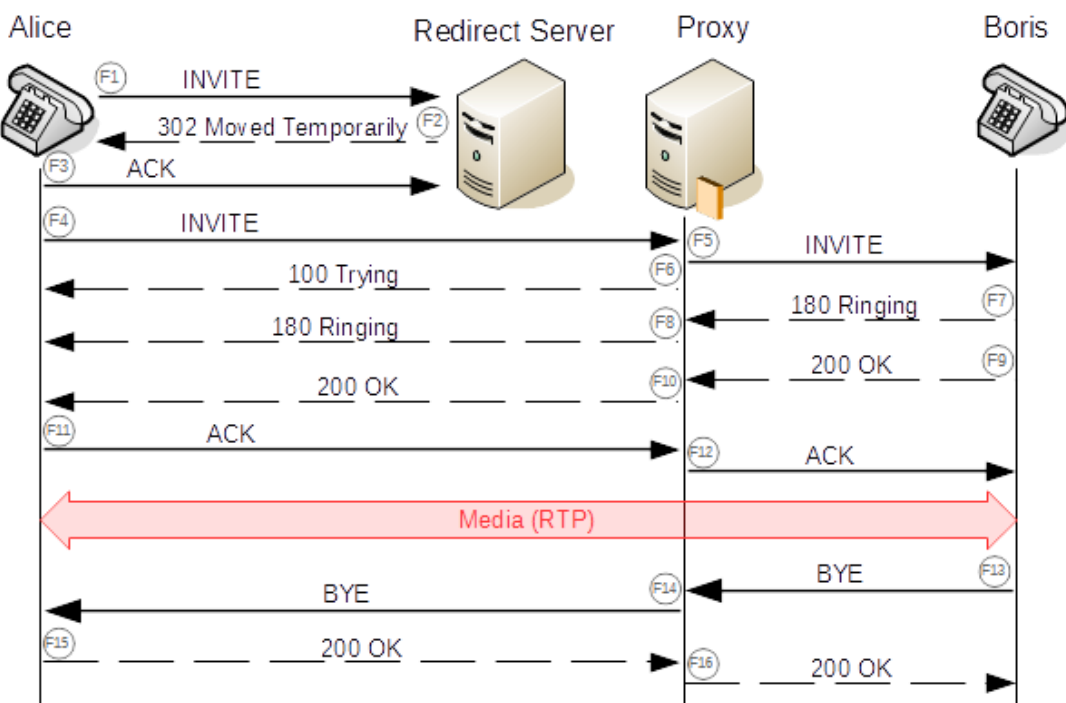 Alice
Redirect Server
Proxy
Boris
F1
INVITE
302 Moved Temporarily
F2
F3
ACK
F4
INVITE
F5
INVITE
100 Trying
F6
180 Ringing
F7
180 Ringing
F8
200 OK
F9
200 OK
F10
F11
ACK
F12
ACK
Media (RTP)
BYE
F13
BYE
F14
F15
200 OK
F16
200 OK